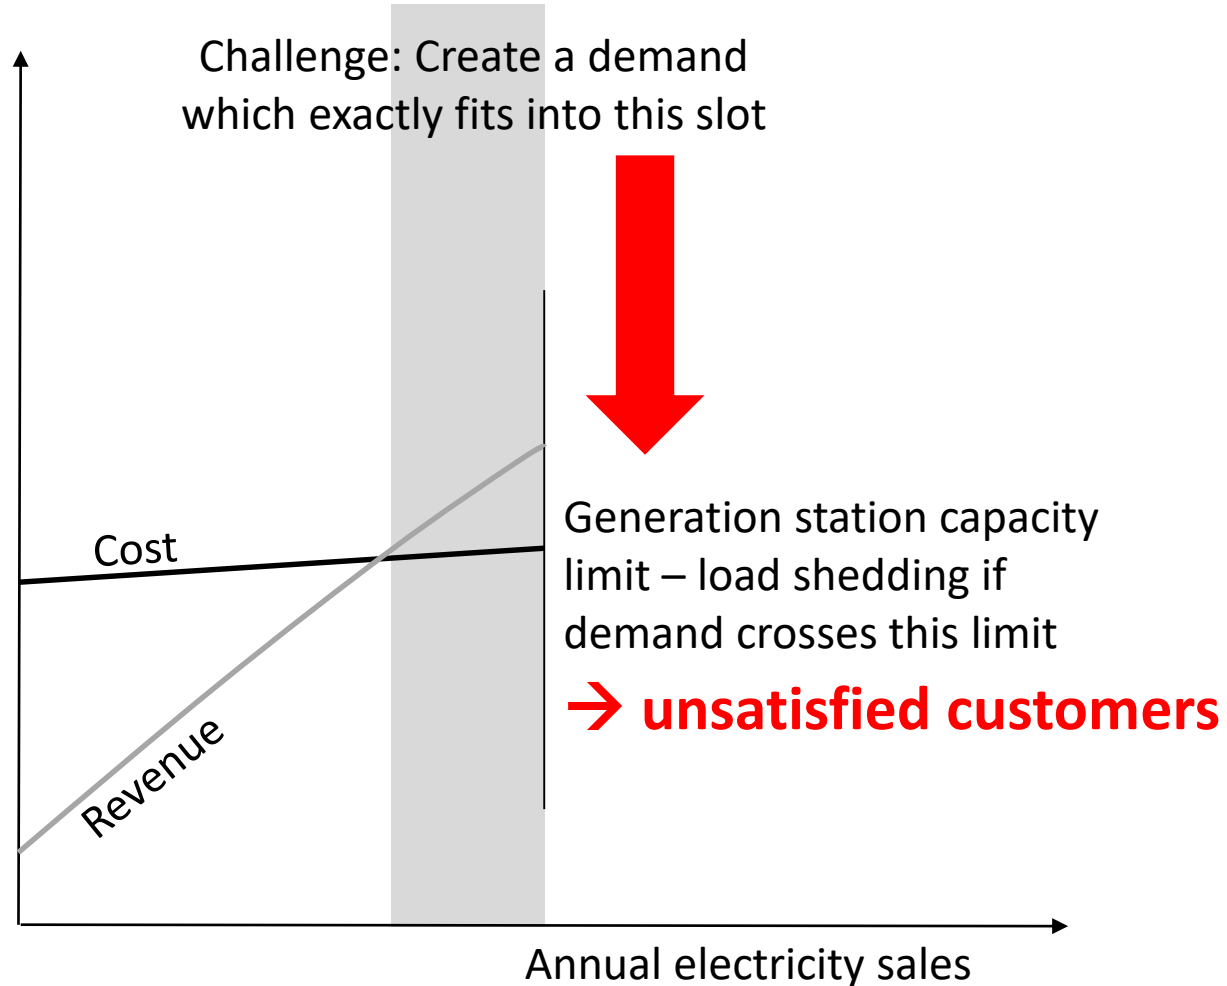 Challenge: Create a demand
which exactly fits into this slot
Cost
Revenue
Generation station capacity
limit – load shedding if
demand crosses this limit
→ unsatisfied customers
Annual electricity sales